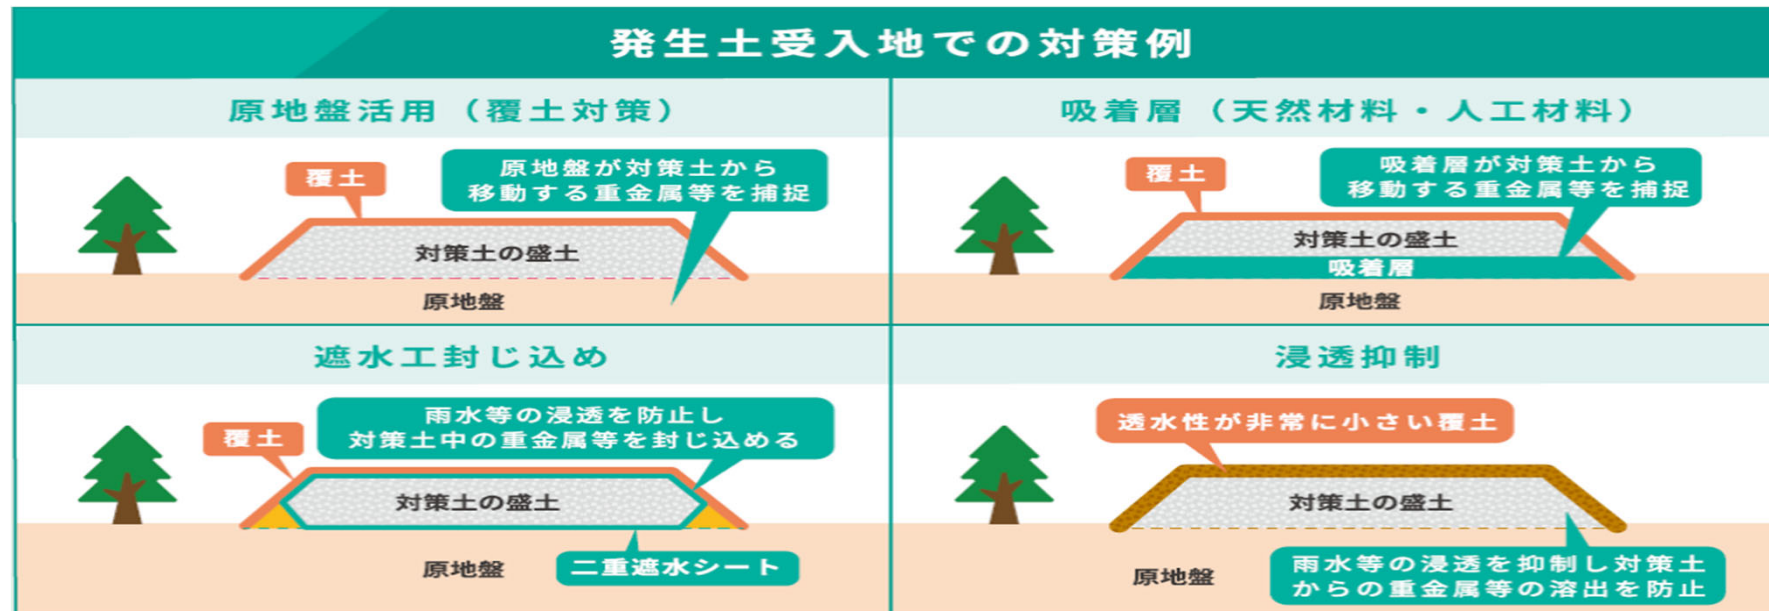 発生土受入地での対策例
原地盤活用（覆土対策）
覆土
原地盤が対策土から
移動する重金属等を捕捉
対策土の盛土
原地盤
吸着層（天然材料・人工材料）
覆土
吸着層が対策土から
移動する重金属等を捕捉
対策土の盛土
吸着層
原地盤
遮水工封じ込め
覆土
雨水等の浸透を防止し
対策土中の重金属等を封じ込める
対策土の盛土
原地盤
二重遮水シート
浸透抑制
透水性が非常に小さい覆土
対策土の盛土
原地盤
雨水等の浸透を抑制し対策土
からの重金属等の溶出を防止